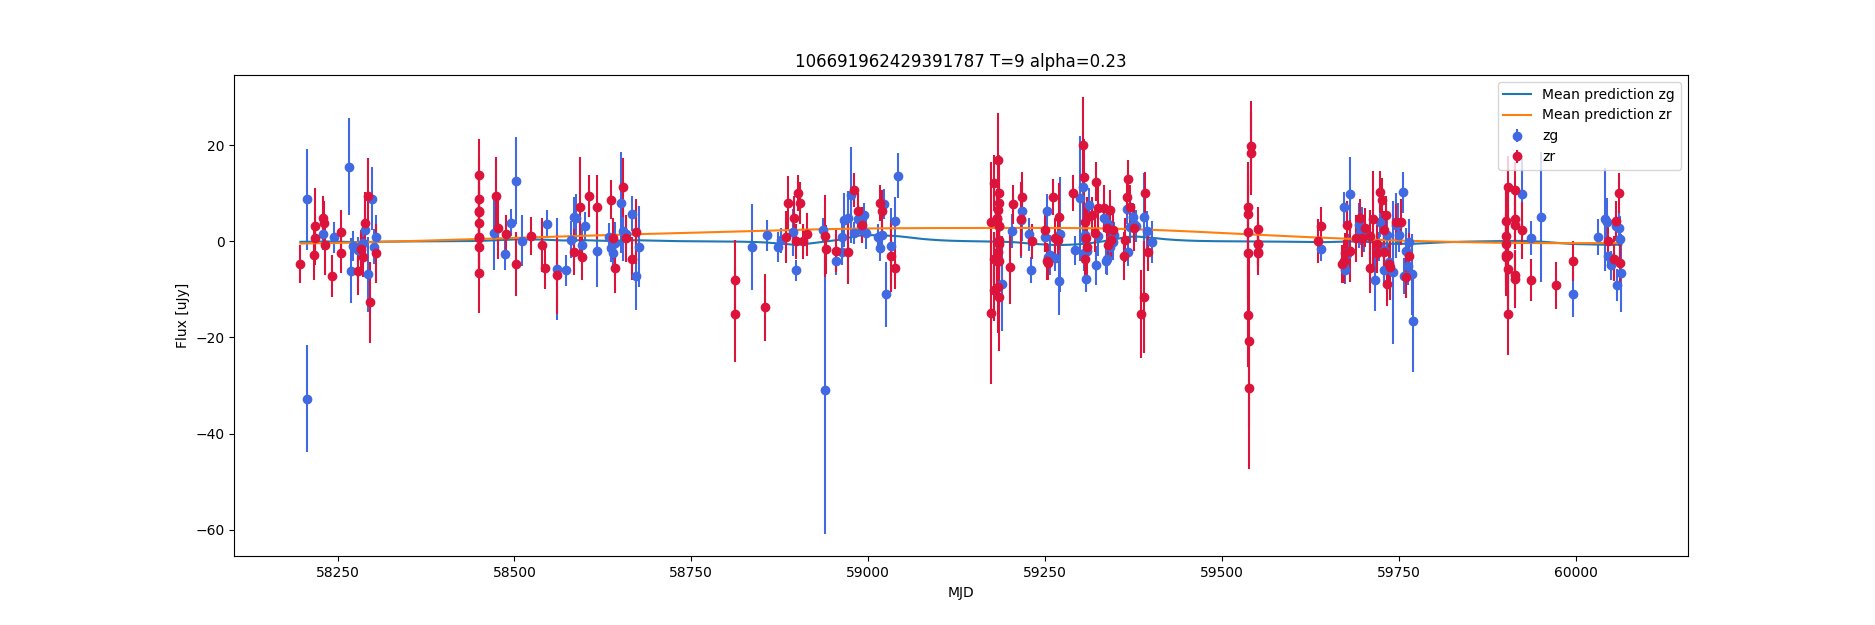 106691962429391787 T=9 alpha=0.23
Mean prediction zg
Mean prediction zr
zg
zr
20
0
−20
−40
−60
Flux [uJy]
58250 58500 58750 59000 59250 59500 59750 60000
MJD